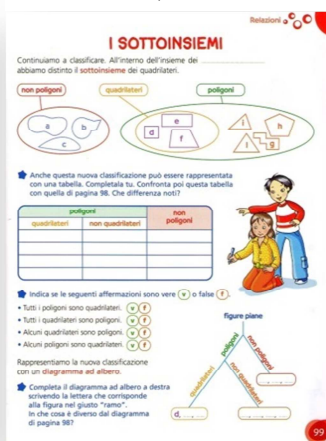 Relazioni
I SOTTOINSIEMI
Continuiamo a classificare. All'interno dell'insieme dei
abbiamo distinto il sottoinsieme dei quadrilateri.
non poligoni quadrilateri poligoni
a b c d e f i h l g
Anche questa nuova classificazione può essere rappresentata
con una tabella. Completala tu. Confronta poi questa tabella
con quella di pagina 98. Che differenza noti?
poligoni non poligoni
quadrilateri non quadrilateri
Indica se le seguenti affermazioni sono vere v o false f.
• Tutti i poligoni sono quadrilateri. v f
• Tutti i quadrilateri sono poligoni. v f
• Alcuni quadrilateri sono poligoni. v f
• Alcuni poligoni sono quadrilateri. v f
Rappresentiamo la nuova classificazione
con un diagramma ad albero.
Completa il diagramma ad albero a destra
scrivendo la lettera che corrisponde
alla figura nel giusto "ramo".
In che cosa è diverso dal diagramma
di pagina 98?
figure piane
poligoni non poligoni
quadrilateri non quadrilateri
d,
99